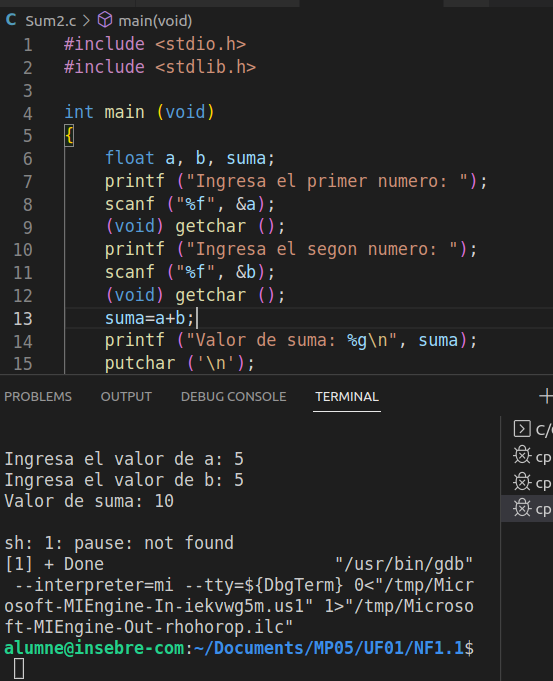 C Sum2.c > main(void)
1 #include <stdio.h>
2 #include <stdlib.h>
3
4 int main (void)
5 {
6 float a, b, suma;
7 printf ("Ingresa el primer numero: ");
8 scanf ("%f", &a);
9 (void) getchar ();
10 printf ("Ingresa el segon numero: ");
11 scanf ("%f", &b);
12 (void) getchar ();
13 suma=a+b;
14 printf ("Valor de suma: %g\n", suma);
15 putchar ('\n');
PROBLEMS OUTPUT DEBUG CONSOLE TERMINAL
C/
cp
cp
cp
Ingresa el valor de a: 5
Ingresa el valor de b: 5
Valor de suma: 10
sh: 1: pause: not found
[1] + Done "/usr/bin/gdb"
--interpreter=mi --tty=${DbgTerm} 0<"/tmp/Micr
osoft-MIEngine-In-iekvwg5m.us1" 1>"/tmp/Microso
ft-MIEngine-Out-rhohorop.ilc"
alumne@insebre-com:~/Documents/MP05/UF01/NF1.1$